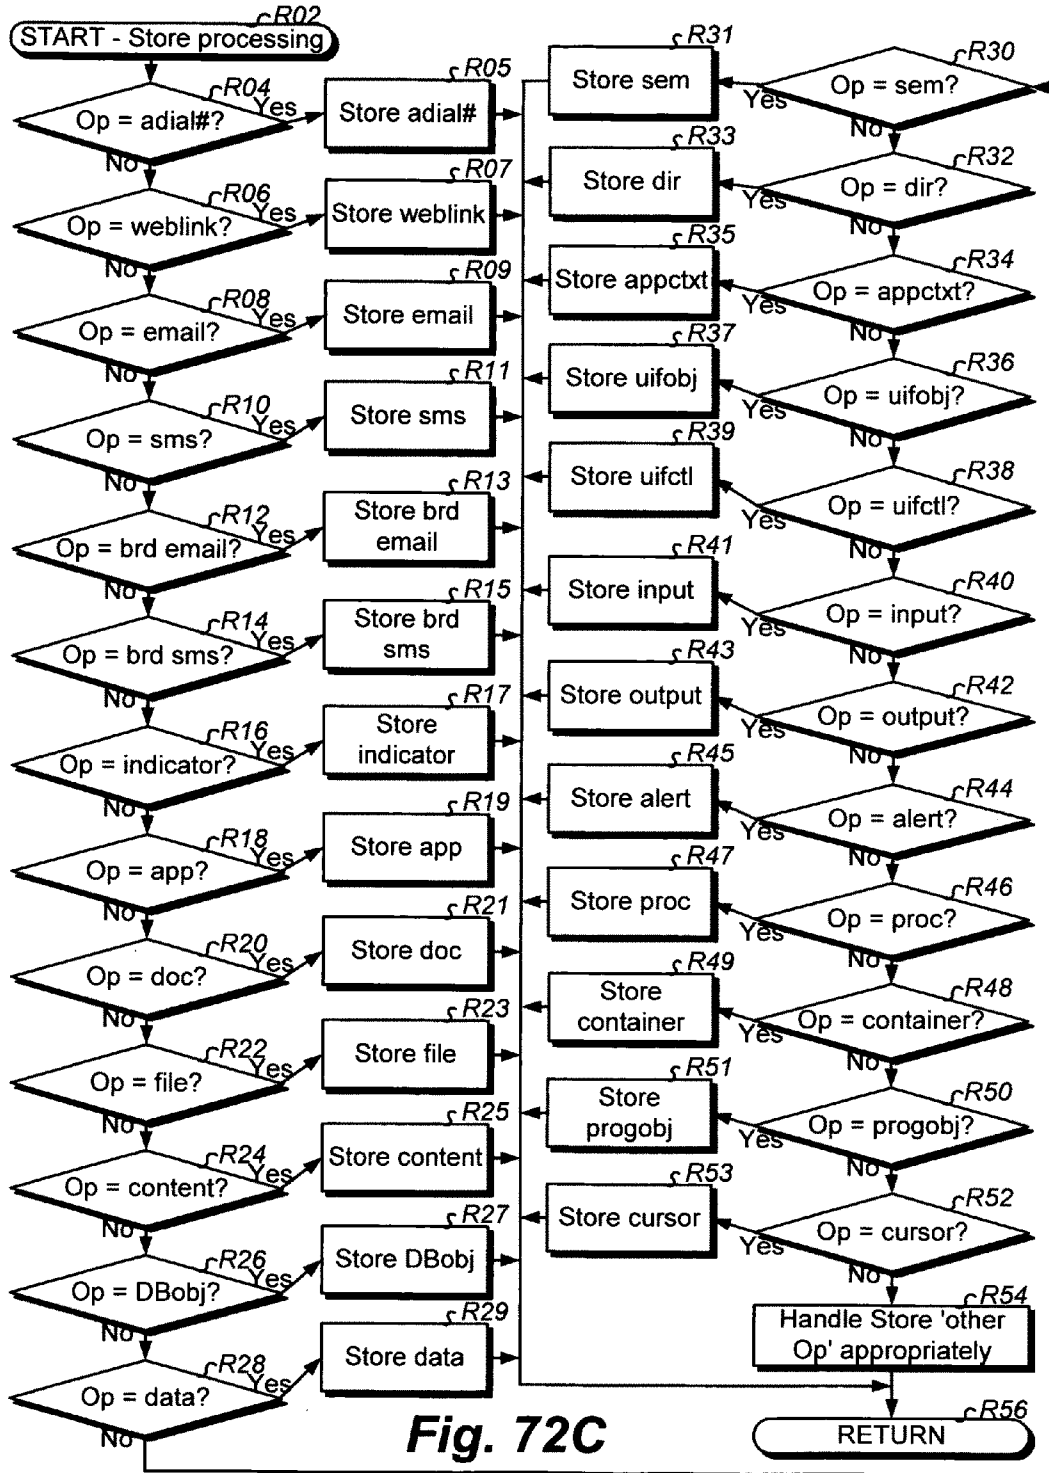 R02
START - Store processing
R04
Op = adial#?
Yes
R05
Store adial#
No
R06
Op = weblink?
Yes
R07
Store weblink
No
R08
Op = email?
Yes
R09
Store email
No
R10
Op = sms?
Yes
R11
Store sms
No
R12
Op = brd email?
Yes
R13
Store brd
email
No
R14
Op = brd sms?
Yes
R15
Store brd
sms
No
R16
Op = indicator?
Yes
R17
Store
indicator
No
R18
Op = app?
Yes
R19
Store app
No
R20
Op = doc?
Yes
R21
Store doc
No
R22
Op = file?
Yes
R23
Store file
No
R24
Op = content?
Yes
R25
Store content
No
R26
Op = DBobj?
Yes
R27
Store DBobj
No
R28
Op = data?
Yes
R29
Store data
No
R30
Op = sem?
Yes
R31
Store sem
No
R32
Op = dir?
Yes
R33
Store dir
No
R34
Op = appctxt?
Yes
R35
Store appctxt
No
R36
Op = uifobj?
Yes
R37
Store uifobj
No
R38
Op = uifctl?
Yes
R39
Store uifctl
No
R40
Op = input?
Yes
R41
Store input
No
R42
Op = output?
Yes
R43
Store output
No
R44
Op = alert?
Yes
R45
Store alert
No
R46
Op = proc?
Yes
R47
Store proc
No
R48
Op = container?
Yes
R49
Store
container
No
R50
Op = progobj?
Yes
R51
Store
progobj
No
R52
Op = cursor?
Yes
R53
Store cursor
No
R54
Handle Store 'other
Op' appropriately
R56
RETURN
Fig. 72C